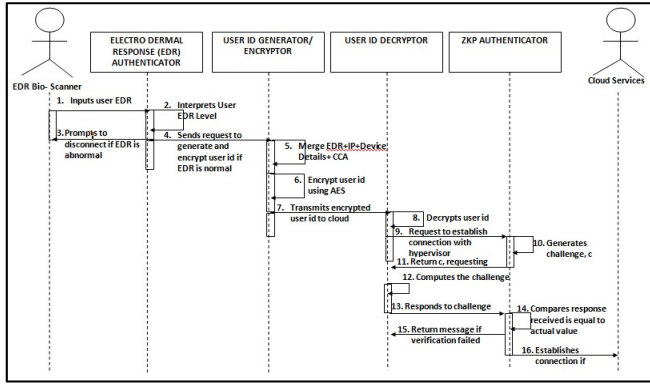 ELECTRO DERMAL
RESPONSE (EDR)
AUTHENTICATOR
USER ID GENERATOR/
ENCRYPTOR
USER ID DECRYPTOR
ZKP AUTHENTICATOR
EDR Bio- Scanner
Cloud Services
1. Inputs user EDR
2. Interprets User
EDR Level
3.Prompts to
disconnect if EDR is
abnormal
4. Sends request to
generate and
encrypt user id if
EDR is normal
5. Merge EDR+IP+Device
Details+ CCA
6. Encrypt user id
using AES
7. Transmits encrypted
user id to cloud
8. Decrypts user id
9. Request to establish
connection with
hypervisor
10. Generates
challenge, c
11. Return c, requesting
12. Computes the challenge
13. Responds to challenge
14. Compares response
received is equal to
actual value
15. Return message if
verification failed
16. Establishes
connection if